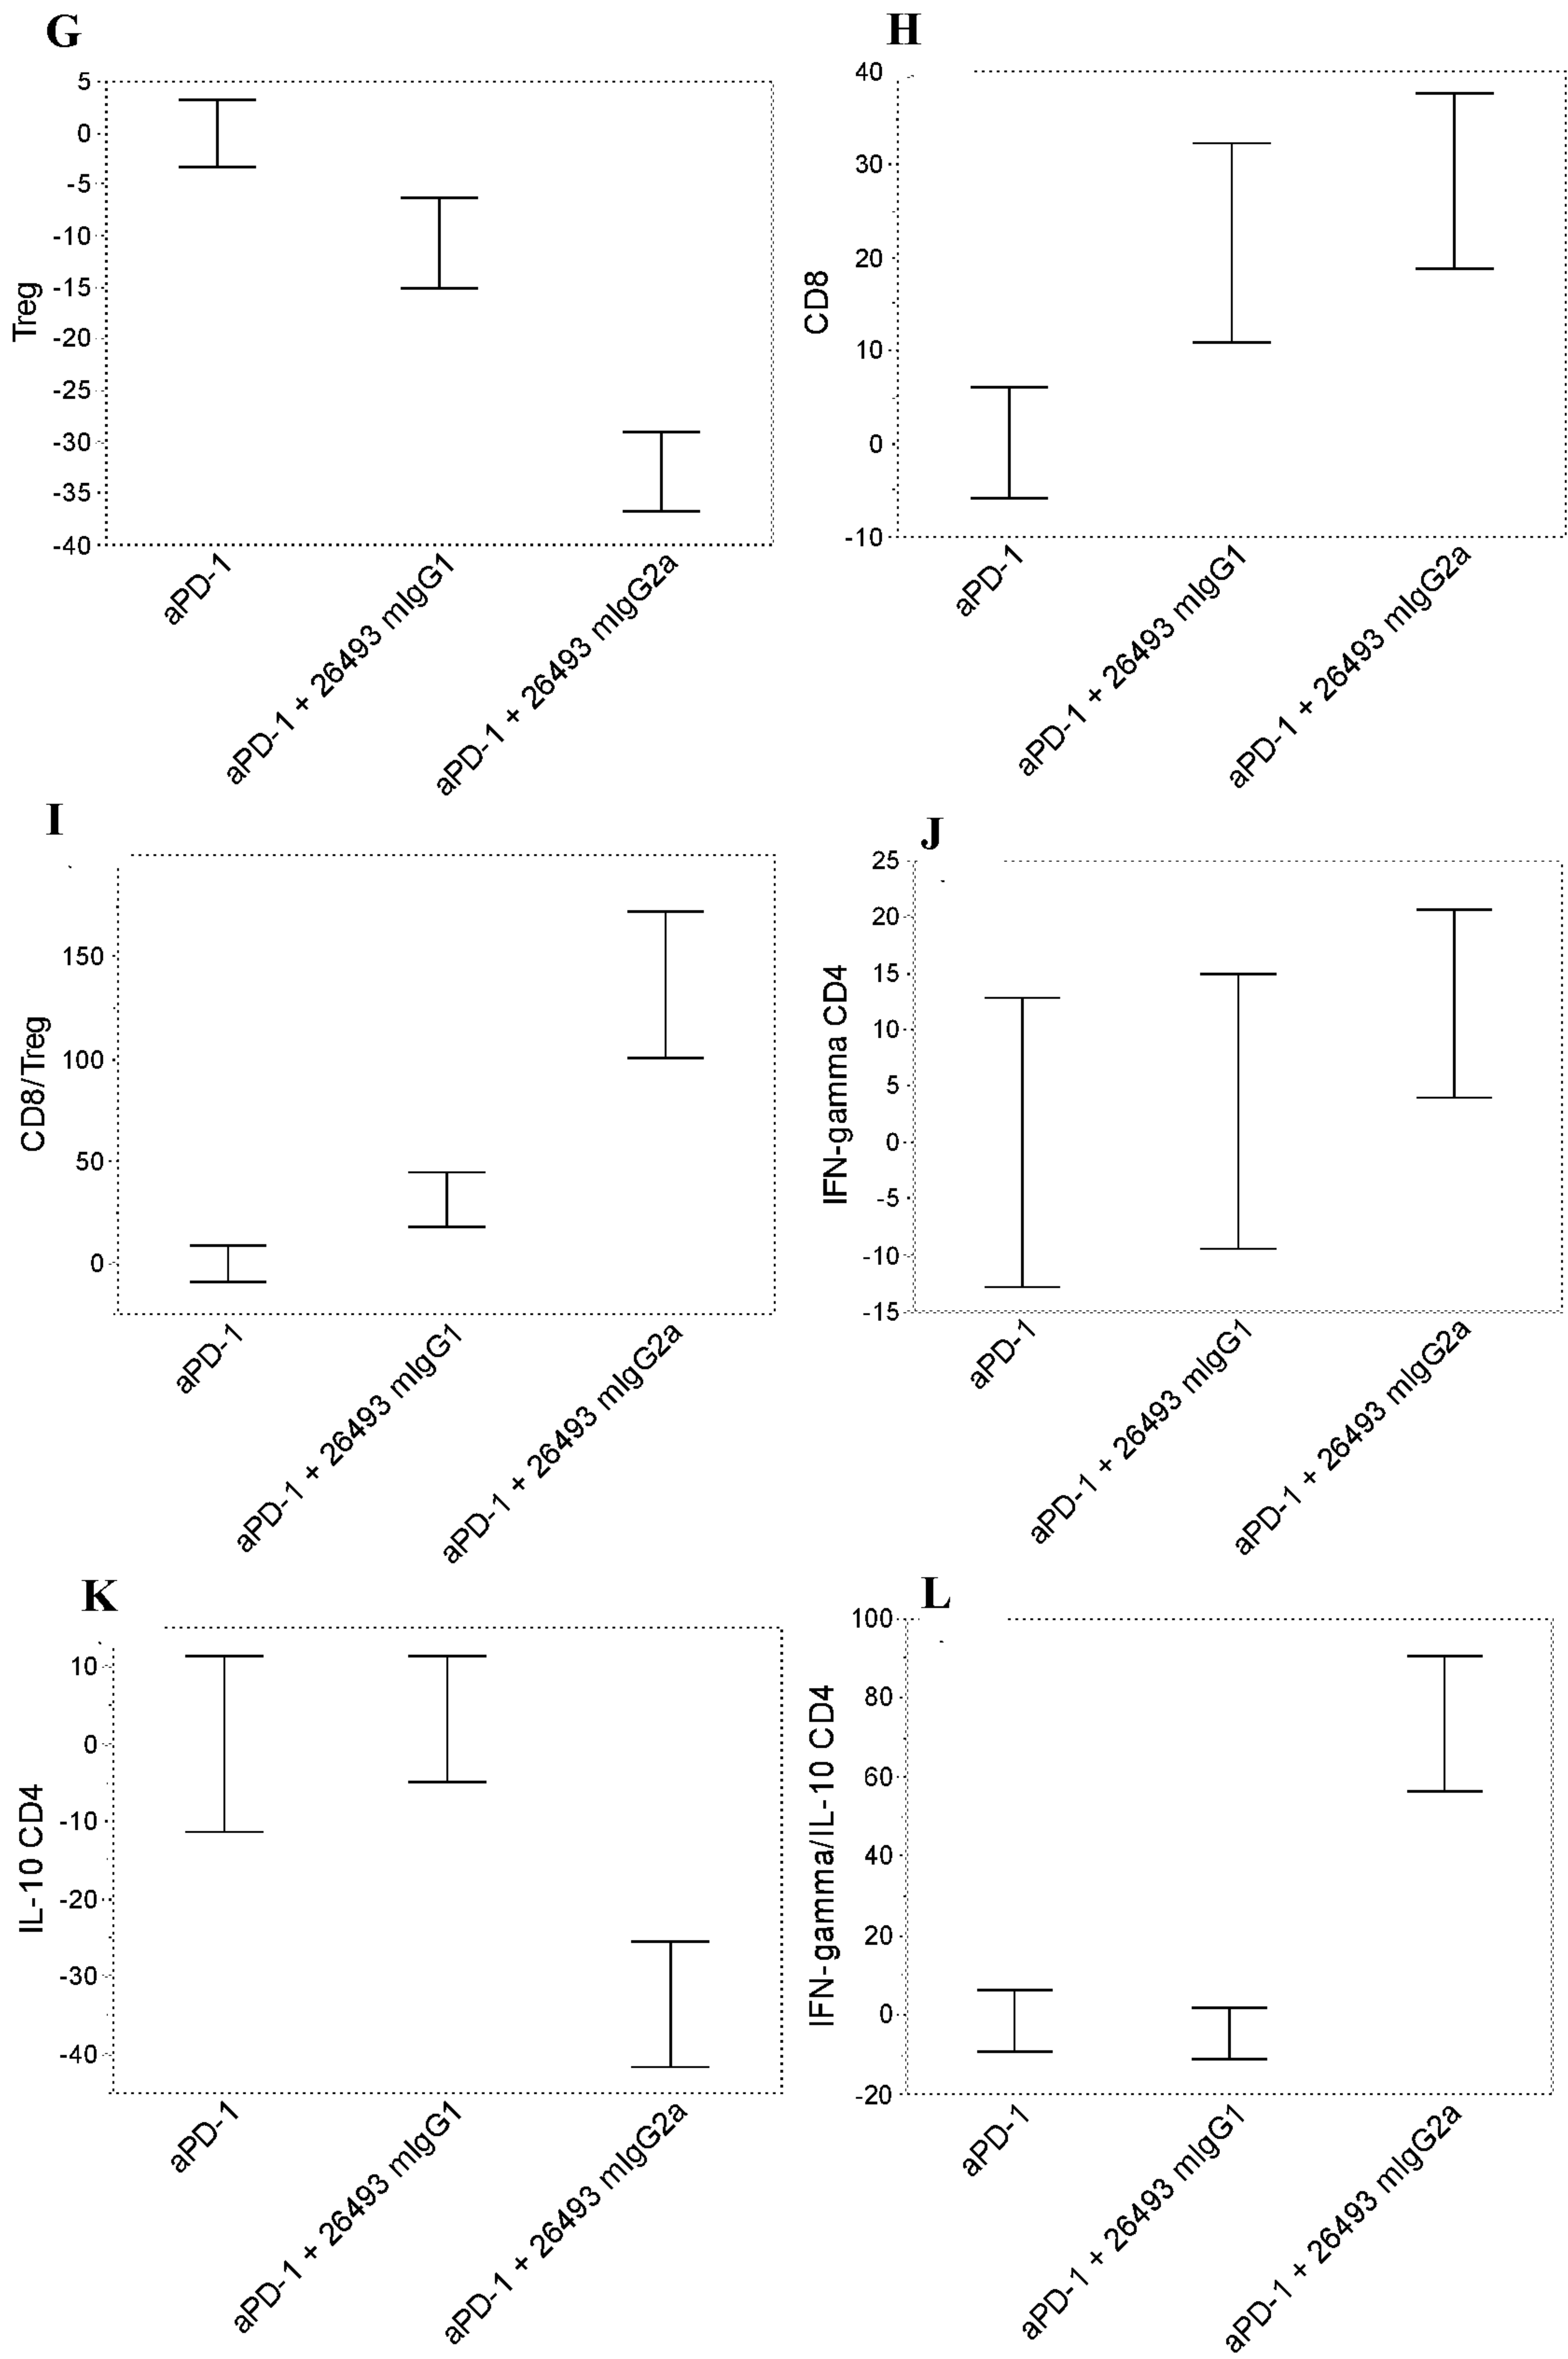 G
Treg
5
0
-5
-10
-15
-20
-25
-30
-35
-40
aPD-1
aPD-1 + 26493 mIgG1
aPD-1 + 26493 mIgG2a
H
CD8
40
30
20
10
0
-10
aPD-1
aPD-1 + 26493 mIgG1
aPD-1 + 26493 mIgG2a
I
CD8/Treg
150
100
50
0
aPD-1
aPD-1 + 26493 mIgG1
aPD-1 + 26493 mIgG2a
J
IFN-gamma CD4
25
20
15
10
5
0
-5
-10
-15
aPD-1
aPD-1 + 26493 mIgG1
aPD-1 + 26493 mIgG2a
K
IL-10 CD4
10
0
-10
-20
-30
-40
aPD-1
aPD-1 + 26493 mIgG1
aPD-1 + 26493 mIgG2a
L
IFN-gamma/IL-10 CD4
100
80
60
40
20
0
-20
aPD-1
aPD-1 + 26493 mIgG1
aPD-1 + 26493 mIgG2a